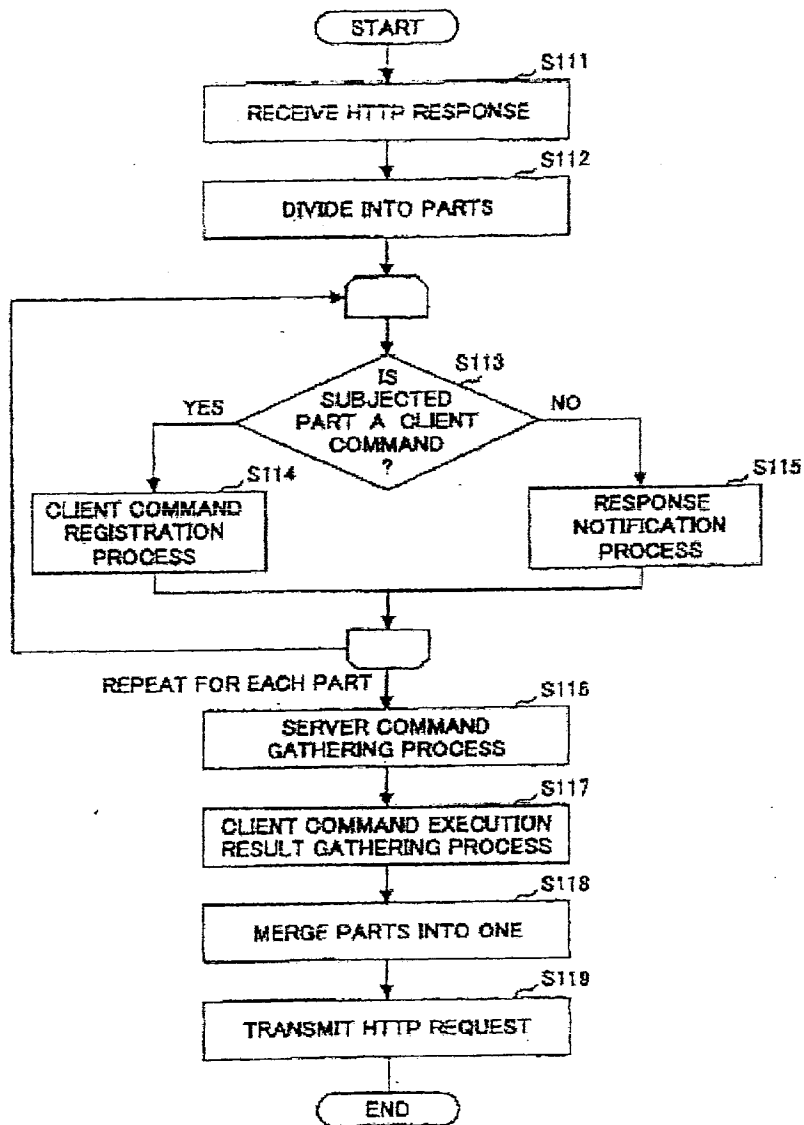 START
S111
RECEIVE HTTP RESPONSE
S112
DIVIDE INTO PARTS
S113
IS
SUBJECTED
PART A CLIENT
COMMAND
?
YES
NO
S114
CLIENT COMMAND
REGISTRATION
PROCESS
S115
RESPONSE
NOTIFICATION
PROCESS
REPEAT FOR EACH PART
S116
SERVER COMMAND
GATHERING PROCESS
S117
CLIENT COMMAND EXECUTION
RESULT GATHERING PROCESS
S118
MERGE PARTS INTO ONE
S119
TRANSMIT HTTP REQUEST
END